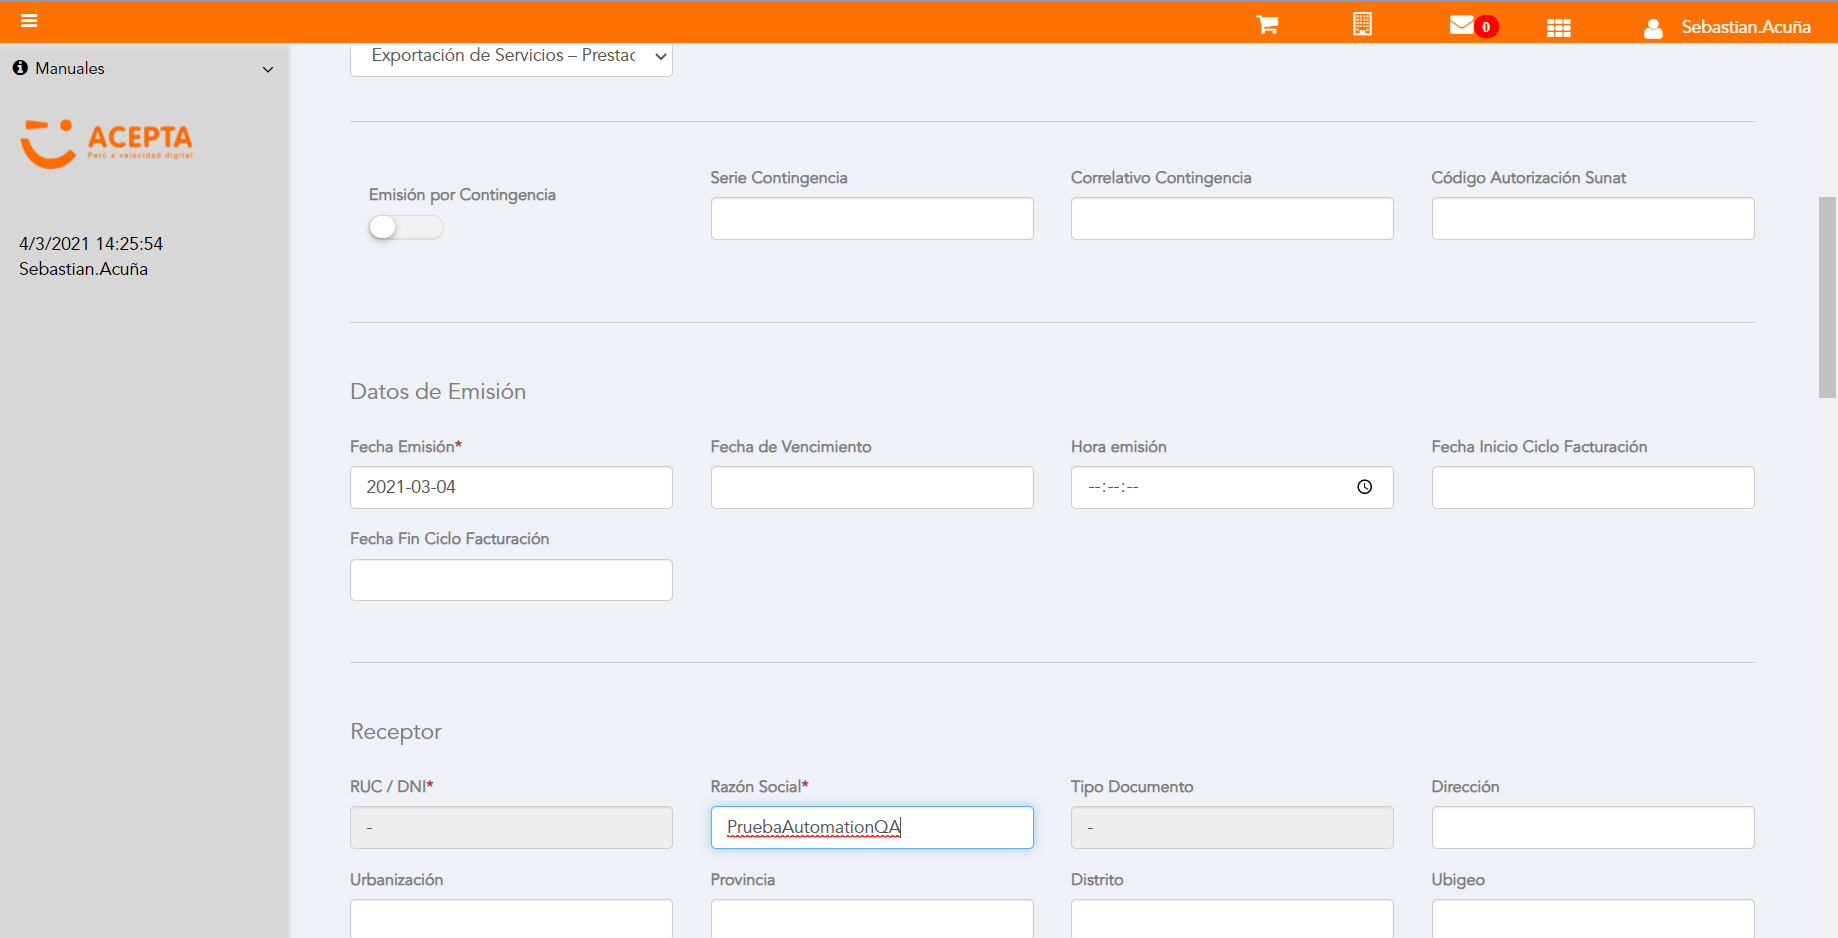 0
Sebastian.Acuña
Manuales
Exportación de Servicios – Prestac
ACEPTA
Perú a velocidad digital
4/3/2021 14:25:54
Sebastian.Acuña
Emisión por Contingencia
Serie Contingencia
Correlativo Contingencia
Código Autorización Sunat
Datos de Emisión
Fecha Emisión*
Fecha de Vencimiento
Hora emisión
Fecha Inicio Ciclo Facturación
2021-03-04
--:--:--
Fecha Fin Ciclo Facturación
Receptor
RUC / DNI*
Razón Social*
Tipo Documento
Dirección
-
PruebaAutomationQA
-
Urbanización
Provincia
Distrito
Ubigeo